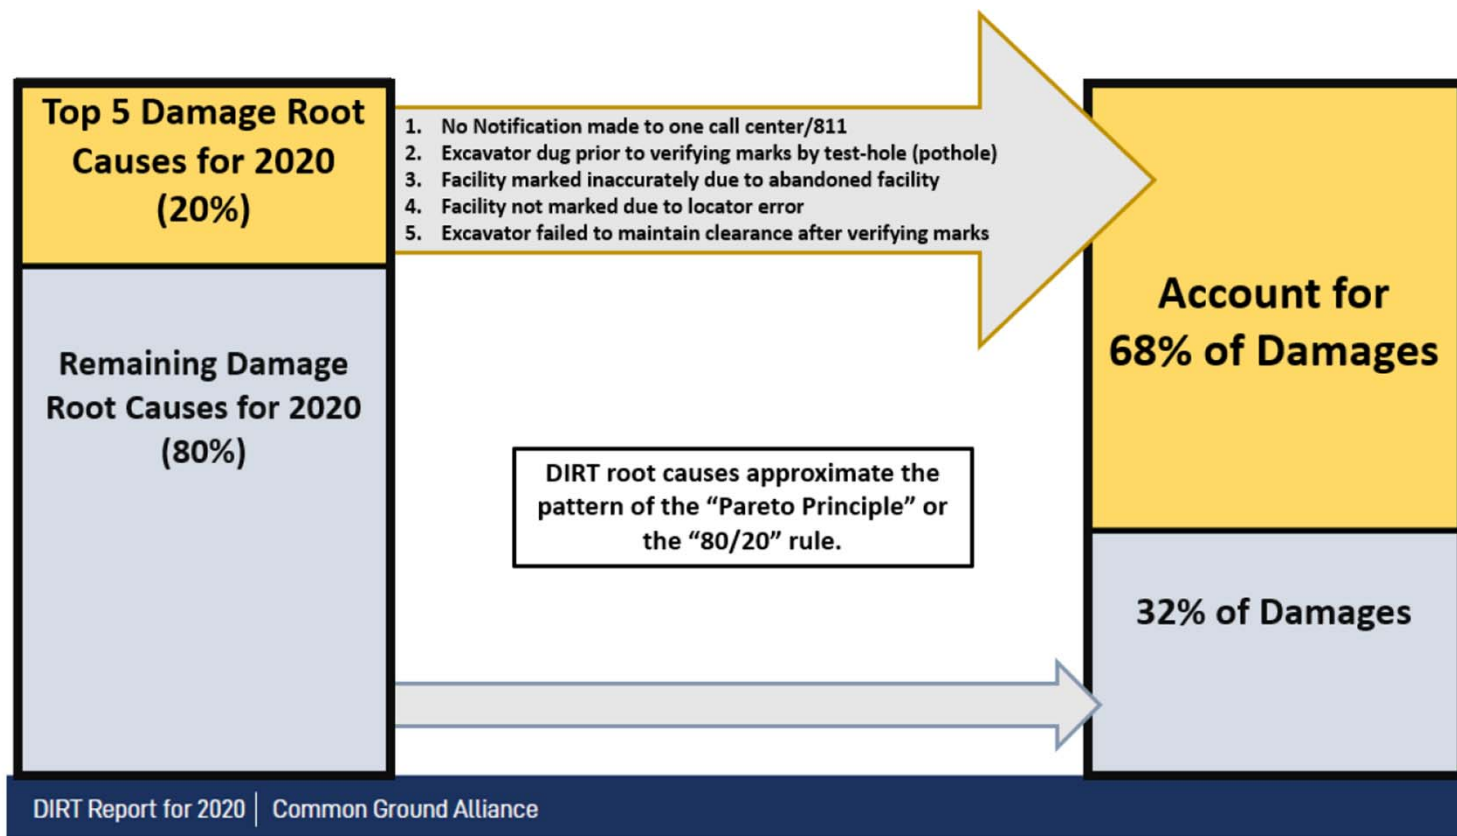 Top 5 Damage Root
Causes for 2020
(20%)
1. No Notification made to one call center/811
2. Excavator dug prior to verifying marks by test-hole (pothole)
3. Facility marked inaccurately due to abandoned facility
4. Facility not marked due to locator error
5. Excavator failed to maintain clearance after verifying marks
Account for
68% of Damages
Remaining Damage
Root Causes for 2020
(80%)
DIRT root causes approximate the
pattern of the “Pareto Principle” or
the “80/20” rule.
32% of Damages
DIRT Report for 2020 | Common Ground Alliance